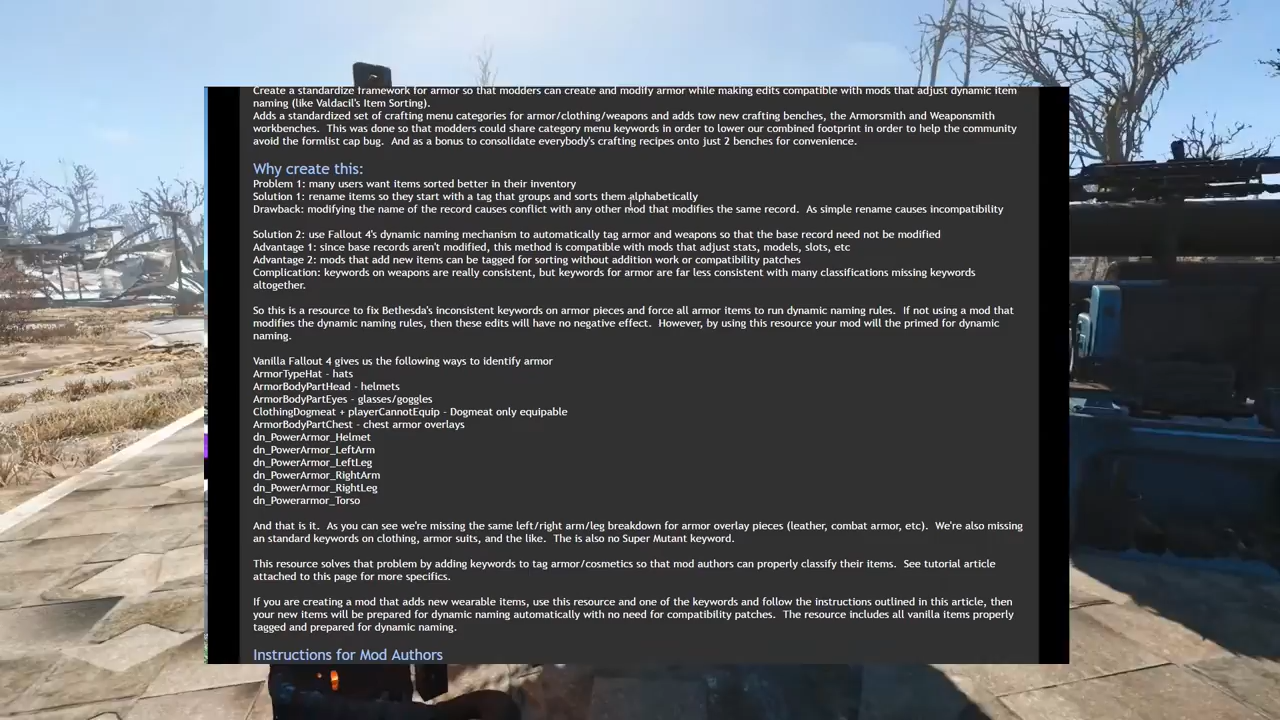 Create a standardize framework for armor so that modders can create and modify armor while making edits compatible with mods that adjust dynamic item
naming (like Valdacil's Item Sorting).
Adds a standardized set of crafting menu categories for armor/clothing/weapons and adds tow new crafting benches, the Armorsmith and Weaponsmith
workbenches.  This was done so that modders could share category menu keywords in order to lower our combined footprint in order to help the community
avoid the formlist cap bug.  And as a bonus to consolidate everybody's crafting recipes onto just 2 benches for convenience.
Why create this:
Problem 1: many users want items sorted better in their inventory
Solution 1: rename items so they start with a tag that groups and sorts them alphabetically
Drawback: modifying the name of the record causes conflict with any other mod that modifies the same record.  As simple rename causes incompatibility
Solution 2: use Fallout 4's dynamic naming mechanism to automatically tag armor and weapons so that the base record need not be modified
Advantage 1: since base records aren't modified, this method is compatible with mods that adjust stats, models, slots, etc
Advantage 2: mods that add new items can be tagged for sorting without addition work or compatibility patches
Complication: keywords on weapons are really consistent, but keywords for armor are far less consistent with many classifications missing keywords
altogether.
So this is a resource to fix Bethesda's inconsistent keywords on armor pieces and force all armor items to run dynamic naming rules.  If not using a mod that
modifies the dynamic naming rules, then these edits will have no negative effect.  However, by using this resource your mod will the primed for dynamic
naming.
Vanilla Fallout 4 gives us the following ways to identify armor
ArmorTypeHat - hats
ArmorBodyPartHead - helmets
ArmorBodyPartEyes - glasses/goggles
ClothingDogmeat + playerCannotEquip - Dogmeat only equipable
ArmorBodyPartChest - chest armor overlays
dn_PowerArmor_Helmet
dn_PowerArmor_LeftArm
dn_PowerArmor_LeftLeg
dn_PowerArmor_RightArm
dn_PowerArmor_RightLeg
dn_Powerarmor_Torso
And that is it.  As you can see we're missing the same left/right arm/leg breakdown for armor overlay pieces (leather, combat armor, etc).  We're also missing
an standard keywords on clothing, armor suits, and the like.  The is also no Super Mutant keyword.
This resource solves that problem by adding keywords to tag armor/cosmetics so that mod authors can properly classify their items.  See tutorial article
attached to this page for more specifics.
If you are creating a mod that adds new wearable items, use this resource and one of the keywords and follow the instructions outlined in this article, then
your new items will be prepared for dynamic naming automatically with no need for compatibility patches.  The resource includes all vanilla items properly
tagged and prepared for dynamic naming.
Instructions for Mod Authors